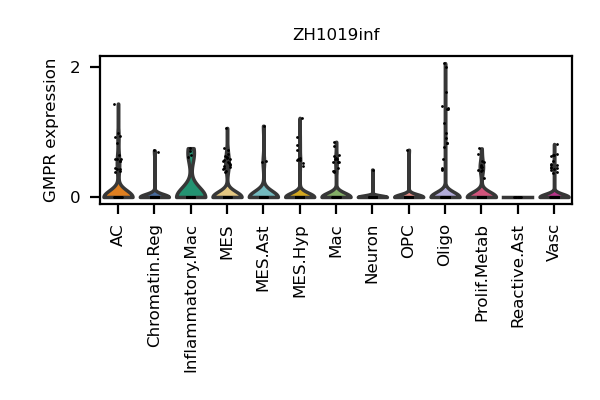 ZH1019inf
GMPR expression
2
0
AC
Chromatin.Reg
Inflammatory.Mac
MES
MES.Ast
MES.Hyp
Mac
Neuron
OPC
Oligo
Prolif.Metab
Reactive.Ast
Vasc